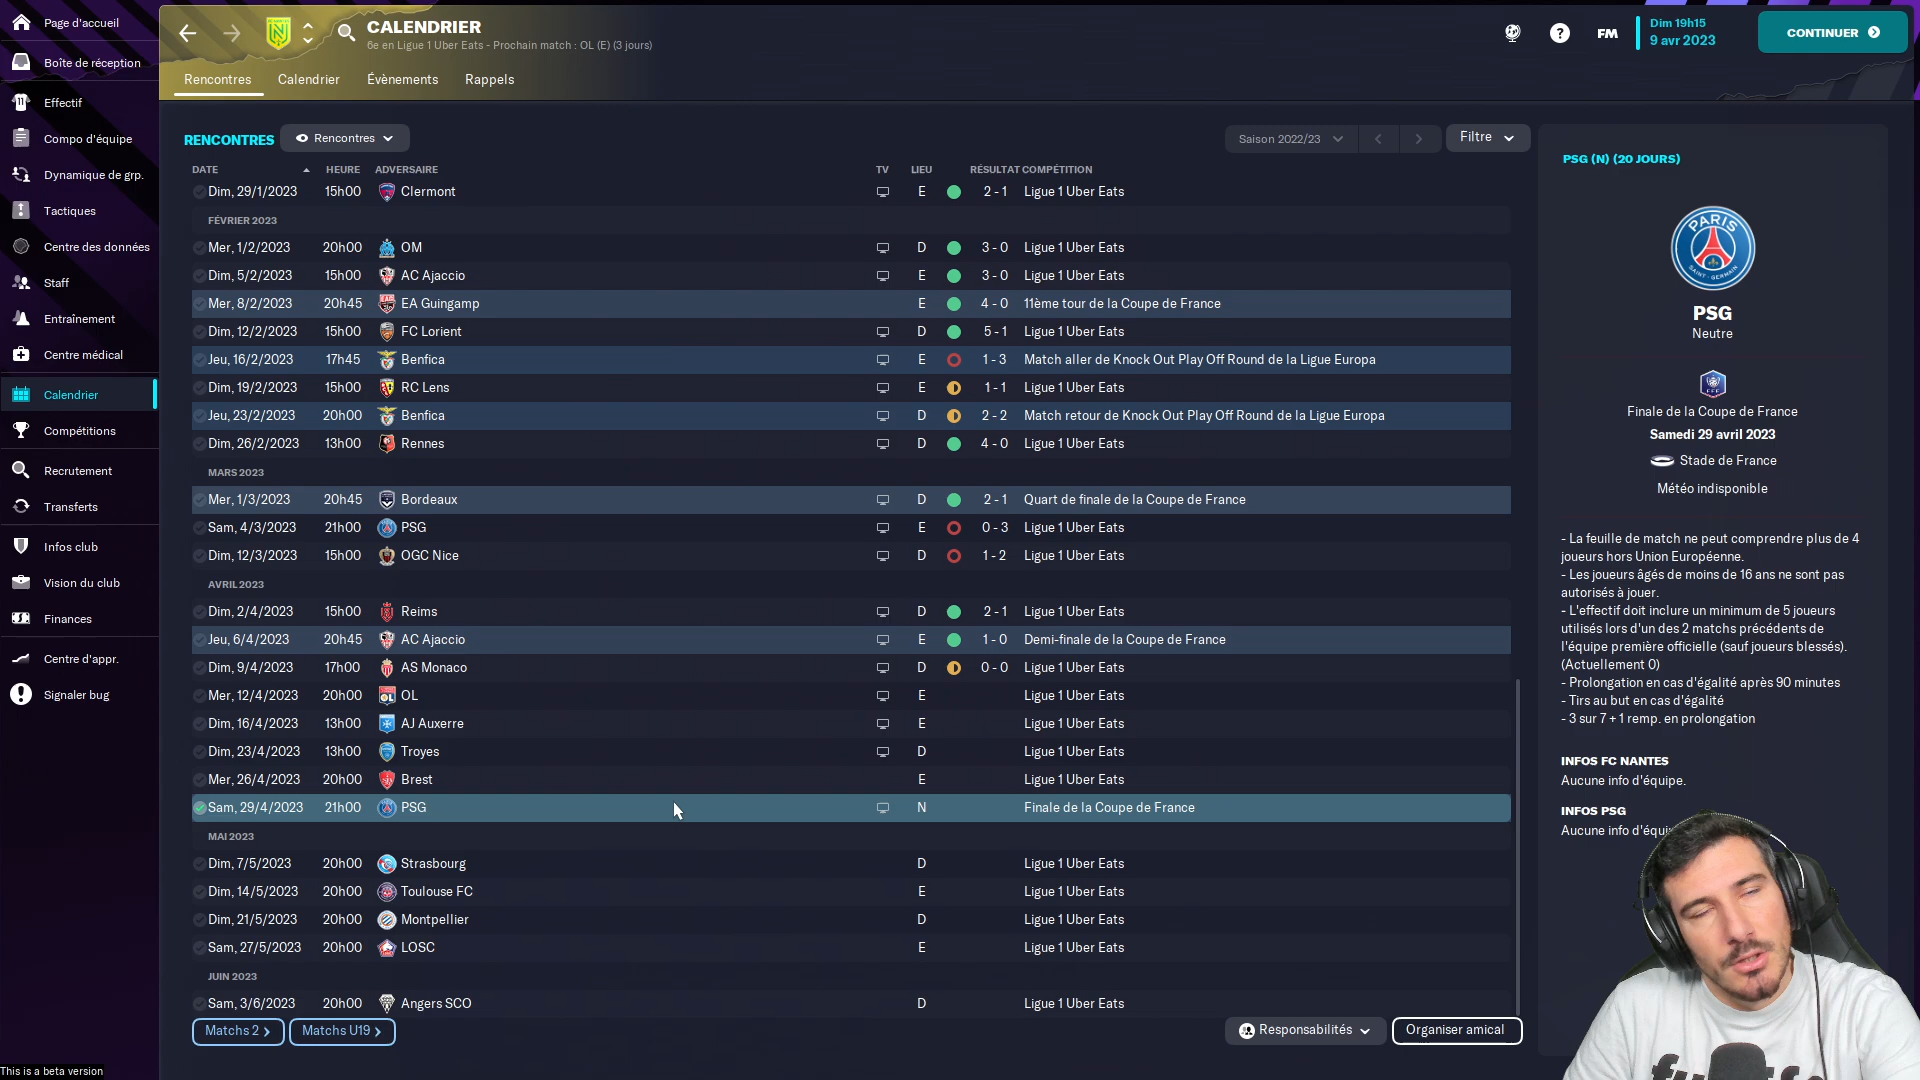 Page d'accueil
Boîte de réception
Effectif
Compo d'équipe
Dynamique de grp.
Tactiques
Centre des données
Staff
Entraînement
Centre médical
Calendrier
Compétitions
Recrutement
Transferts
Infos club
Vision du club
Finances
Centre d'appr.
Signaler bug
This is a beta version
CALENDRIER
6e en Ligue 1 Uber Eats - Prochain match : OL (E) (3 jours)
FM
Dim 19h15
9 avr 2023
CONTINUER
Rencontres Calendrier Évènements Rappels
RENCONTRES Rencontres Saison 2022/23 Filtre
DATE HEURE ADVERSAIRE TV LIEU RÉSULTAT COMPÉTITION
Dim, 29/1/2023 15h00 Clermont E 2 - 1 Ligue 1 Uber Eats
FÉVRIER 2023
Mer, 1/2/2023 20h00 OM D 3 - 0 Ligue 1 Uber Eats
Dim, 5/2/2023 15h00 AC Ajaccio E 3 - 0 Ligue 1 Uber Eats
Mer, 8/2/2023 20h45 EA Guingamp E 4 - 0 11ème tour de la Coupe de France
Dim, 12/2/2023 15h00 FC Lorient D 5 - 1 Ligue 1 Uber Eats
Jeu, 16/2/2023 17h45 Benfica E 1 - 3 Match aller de Knock Out Play Off Round de la Ligue Europa
Dim, 19/2/2023 15h00 RC Lens E 1 - 1 Ligue 1 Uber Eats
Jeu, 23/2/2023 20h00 Benfica D 2 - 2 Match retour de Knock Out Play Off Round de la Ligue Europa
Dim, 26/2/2023 13h00 Rennes D 4 - 0 Ligue 1 Uber Eats
MARS 2023
Mer, 1/3/2023 20h45 Bordeaux D 2 - 1 Quart de finale de la Coupe de France
Sam, 4/3/2023 21h00 PSG E 0 - 3 Ligue 1 Uber Eats
Dim, 12/3/2023 15h00 OGC Nice D 1 - 2 Ligue 1 Uber Eats
AVRIL 2023
Dim, 2/4/2023 15h00 Reims D 2 - 1 Ligue 1 Uber Eats
Jeu, 6/4/2023 20h45 AC Ajaccio E 1 - 0 Demi-finale de la Coupe de France
Dim, 9/4/2023 17h00 AS Monaco D 0 - 0 Ligue 1 Uber Eats
Mer, 12/4/2023 20h00 OL E Ligue 1 Uber Eats
Dim, 16/4/2023 13h00 AJ Auxerre E Ligue 1 Uber Eats
Dim, 23/4/2023 13h00 Troyes D Ligue 1 Uber Eats
Mer, 26/4/2023 20h00 Brest E Ligue 1 Uber Eats
Sam, 29/4/2023 21h00 PSG N Finale de la Coupe de France
MAI 2023
Dim, 7/5/2023 20h00 Strasbourg D Ligue 1 Uber Eats
Dim, 14/5/2023 20h00 Toulouse FC E Ligue 1 Uber Eats
Dim, 21/5/2023 20h00 Montpellier D Ligue 1 Uber Eats
Sam, 27/5/2023 20h00 LOSC E Ligue 1 Uber Eats
JUIN 2023
Sam, 3/6/2023 20h00 Angers SCO D Ligue 1 Uber Eats
Matchs 2 Matchs U19 Responsabilités Organiser amical
PSG (N) (20 JOURS)
PARIS
SAINT-GERMAIN
PSG
Neutre
FFF
Finale de la Coupe de France
Samedi 29 avril 2023
Stade de France
Météo indisponible
- La feuille de match ne peut comprendre plus de 4
joueurs hors Union Européenne.
- Les joueurs âgés de moins de 16 ans ne sont pas
autorisés à jouer.
- L'effectif doit inclure un minimum de 5 joueurs
utilisés lors d'un des 2 matchs précédents de
l'équipe première officielle (sauf joueurs blessés).
(Actuellement 0)
- Prolongation en cas d'égalité après 90 minutes
- Tirs au but en cas d'égalité
- 3 sur 7 + 1 remp. en prolongation
INFOS FC NANTES
Aucune info d'équipe.
INFOS PSG
Aucune info